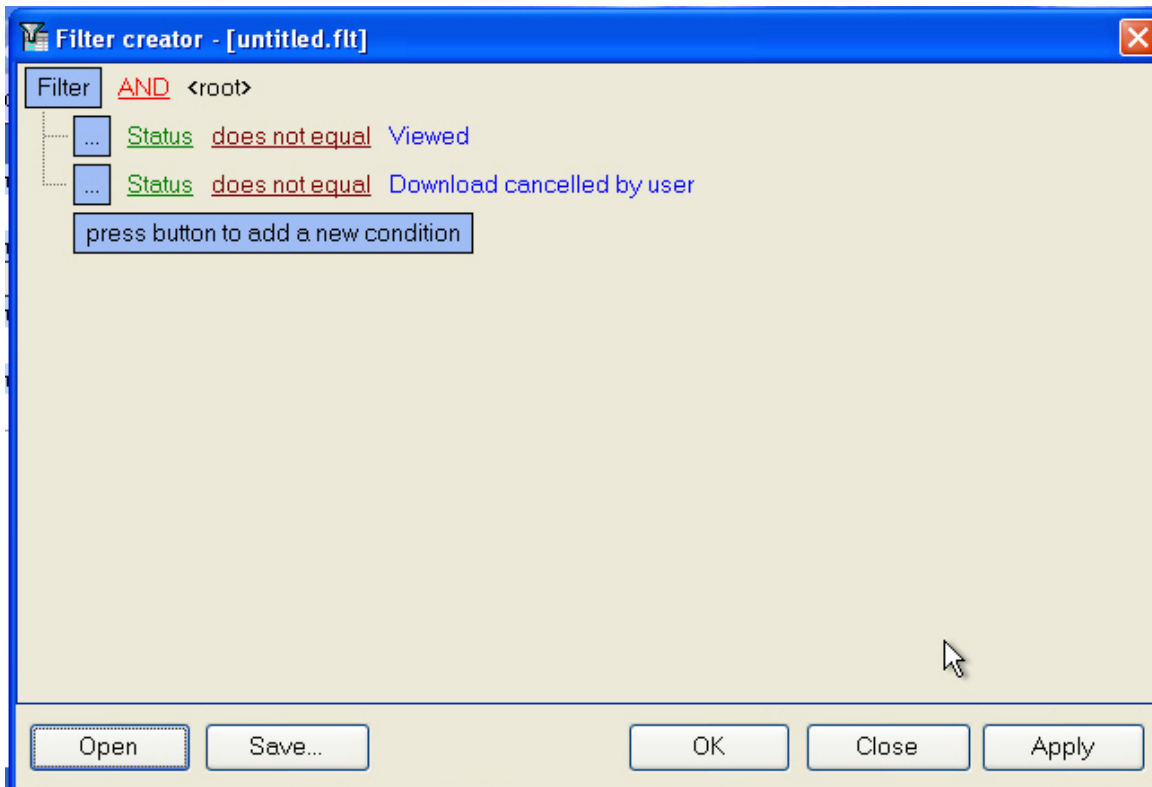 Filter creator - [untitled.flt]
Filter AND <root>
... Status does not equal Viewed
... Status does not equal Download cancelled by user
press button to add a new condition
Open Save... OK Close Apply